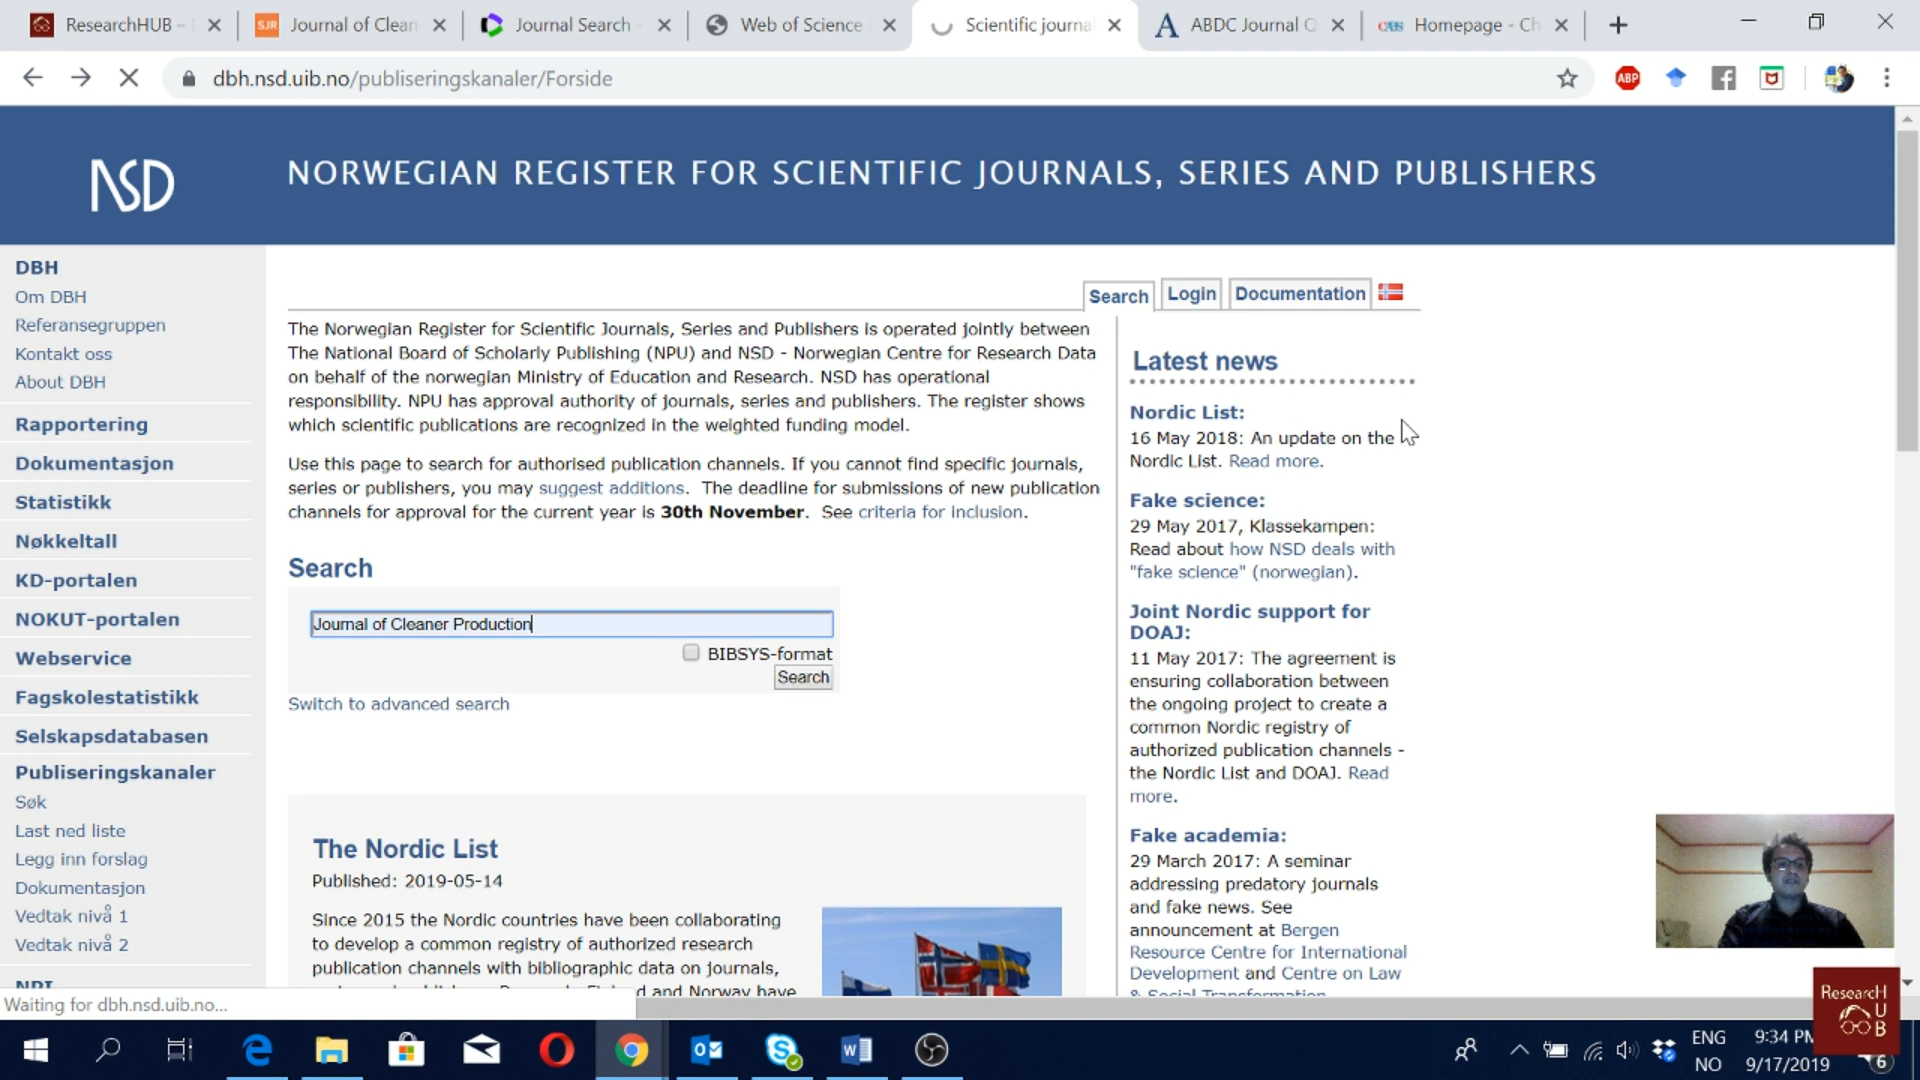 ResearchHUB –
SJR
Journal of Clean
Journal Search -
Web of Science
Scientific journa
ABDC Journal Q
CABS
Homepage - Ch
dbh.nsd.uib.no/publiseringskanaler/Forside
ABP
NSD
NORWEGIAN REGISTER FOR SCIENTIFIC JOURNALS, SERIES AND PUBLISHERS
DBH
Om DBH
Referansegruppen
Kontakt oss
About DBH
Rapportering
Dokumentasjon
Statistikk
Nøkkeltall
KD-portalen
NOKUT-portalen
Webservice
Fagskolestatistikk
Selskapsdatabasen
Publiseringskanaler
Søk
Last ned liste
Legg inn forslag
Dokumentasjon
Vedtak nivå 1
Vedtak nivå 2
NPI
Search
Login
Documentation
The Norwegian Register for Scientific Journals, Series and Publishers is operated jointly between
The National Board of Scholarly Publishing (NPU) and NSD - Norwegian Centre for Research Data
on behalf of the norwegian Ministry of Education and Research. NSD has operational
responsibility. NPU has approval authority of journals, series and publishers. The register shows
which scientific publications are recognized in the weighted funding model.
Use this page to search for authorised publication channels. If you cannot find specific journals,
series or publishers, you may suggest additions. The deadline for submissions of new publication
channels for approval for the current year is 30th November. See criteria for inclusion.
Search
Journal of Cleaner Production
BIBSYS-format
Search
Switch to advanced search
The Nordic List
Published: 2019-05-14
Since 2015 the Nordic countries have been collaborating
to develop a common registry of authorized research
publication channels with bibliographic data on journals,
d and Norway have
Latest news
Nordic List:
16 May 2018: An update on the
Nordic List. Read more.
Fake science:
29 May 2017, Klassekampen:
Read about how NSD deals with
"fake science" (norwegian).
Joint Nordic support for
DOAJ:
11 May 2017: The agreement is
ensuring collaboration between
the ongoing project to create a
common Nordic registry of
authorized publication channels -
the Nordic List and DOAJ. Read
more.
Fake academia:
29 March 2017: A seminar
addressing predatory journals
and fake news. See
announcement at Bergen
Resource Centre for International
Development and Centre on Law
& Social Transformation
Waiting for dbh.nsd.uib.no...
ResearcH
U
B
ENG
NO
9:34 PM
9/17/2019
6